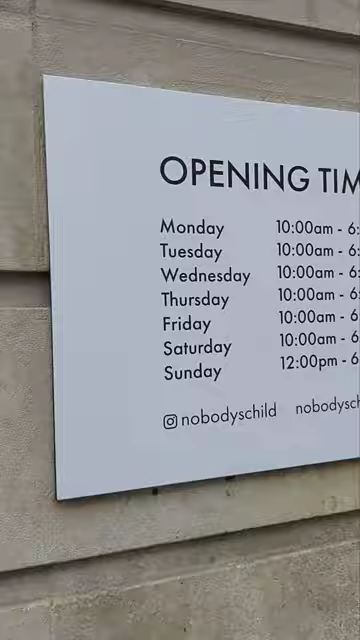 OPENING TIM
Monday 10:00am - 6:
Tuesday 10:00am - 6:
Wednesday 10:00am - 6:
Thursday 10:00am - 6:
Friday 10:00am - 6:
Saturday 10:00am - 6
Sunday 12:00pm - 6
nobodyschild nobodysch